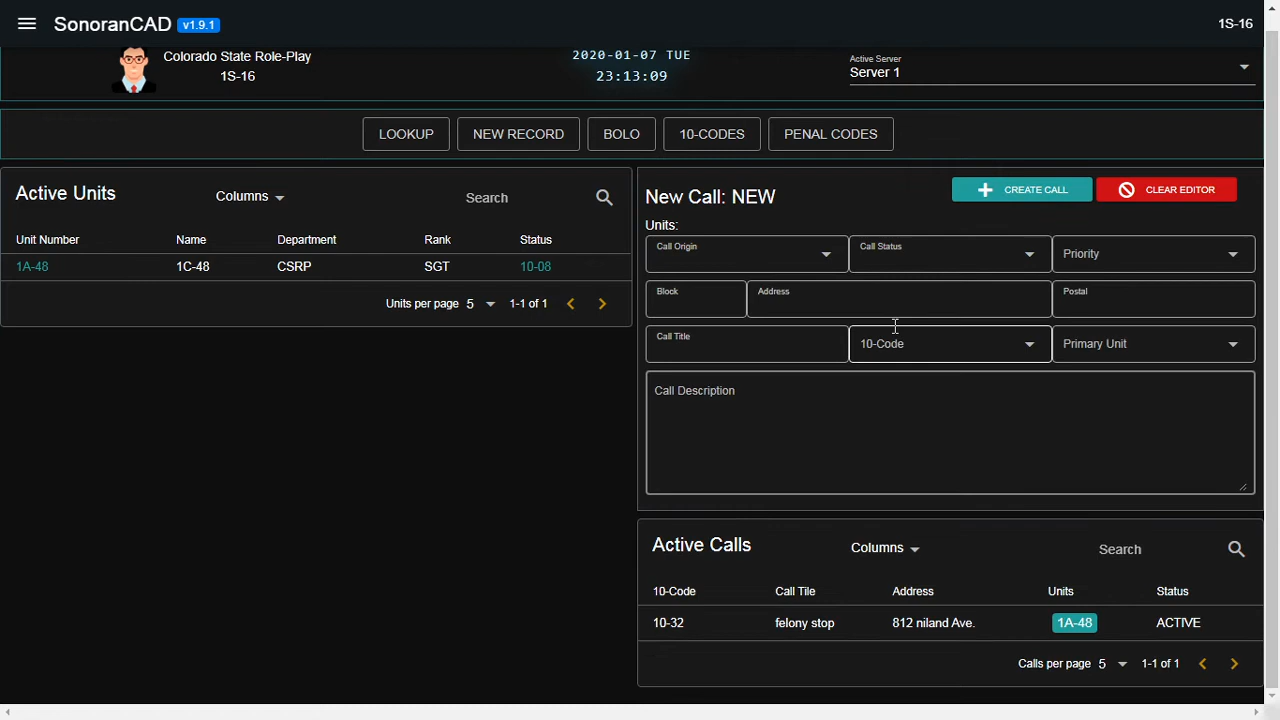 SonoranCAD v1.9.1
1S-16
Colorado State Role-Play
1S-16
2020-01-07 TUE
23:13:09
Active Server
Server 1
LOOKUP
NEW RECORD
BOLO
10-CODES
PENAL CODES
Active Units
Columns
Search
Unit Number Name Department Rank Status
1A-48 1C-48 CSRP SGT 10-08
Units per page 5 1-1 of 1
New Call: NEW
CREATE CALL
CLEAR EDITOR
Units:
Call Origin
Call Status
Priority
Block
Address
Postal
Call Title
10-Code
Primary Unit
Call Description
Active Calls
Columns
Search
10-Code Call Tile Address Units Status
10-32 felony stop 812 niland Ave. 1A-48 ACTIVE
Calls per page 5 1-1 of 1